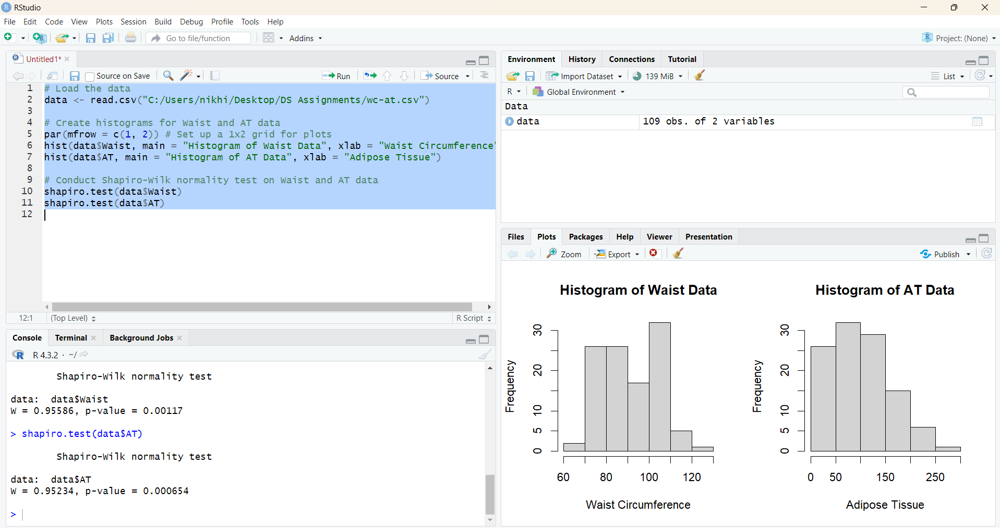 RStudio
File Edit Code View Plots Session Build Debug Profile Tools Help
Go to file/function Addins Project: (None)
Untitled1*
Source on Save Run Source
1 # Load the data
2 data <- read.csv("C:/Users/nikhi/Desktop/DS Assignments/wc-at.csv")
3
4 # Create histograms for Waist and AT data
5 par(mfrow = c(1, 2)) # Set up a 1x2 grid for plots
6 hist(data$Waist, main = "Histogram of Waist Data", xlab = "Waist Circumference"
7 hist(data$AT, main = "Histogram of AT Data", xlab = "Adipose Tissue")
8
9 # Conduct Shapiro-Wilk normality test on Waist and AT data
10 shapiro.test(data$Waist)
11 shapiro.test(data$AT)
12
12:1 (Top Level) R Script
Console Terminal Background Jobs
R R 4.3.2 · ~/
Shapiro-Wilk normality test
data: data$Waist
W = 0.95586, p-value = 0.00117
> shapiro.test(data$AT)
Shapiro-Wilk normality test
data: data$AT
W = 0.95234, p-value = 0.000654
>
Environment History Connections Tutorial
Import Dataset 139 MiB List
R Global Environment
Data
data 109 obs. of 2 variables
Files Plots Packages Help Viewer Presentation
Zoom Export Publish
Histogram of Waist Data
Frequency
0 5 10 20 30
60 80 100 120
Waist Circumference
Histogram of AT Data
Frequency
0 5 10 20 30
0 50 150 250
Adipose Tissue